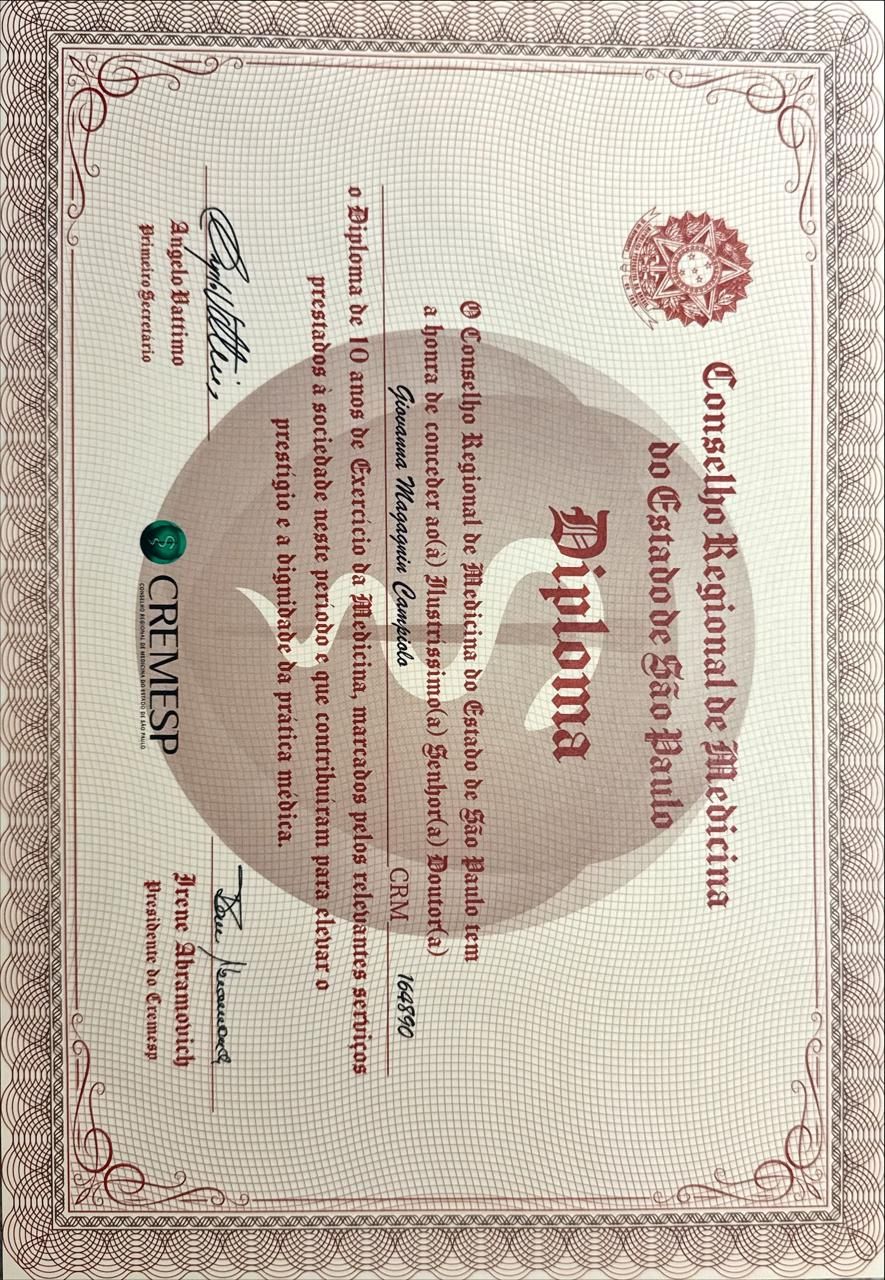 Conselho Regional de Medicina
do Estado de São Paulo
Diploma
O Conselho Regional de Medicina do Estado de São Paulo tem
a honra de conceder ao(à) Ilustríssimo(a) Senhor(a) Doutor(a)
Giovanna Magagnin Campiolo CRM 164890
o Diploma de 10 anos de Exercício da Medicina, marcados pelos relevantes serviços
prestados à sociedade neste período e que contribuíram para elevar o
prestígio e a dignidade da prática médica.
Angelo Vattimo
Primeiro Secretário
CREMESP
CONSELHO REGIONAL DE MEDICINA DO ESTADO DE SÃO PAULO
Irene Abramovich
Presidente do Cremesp